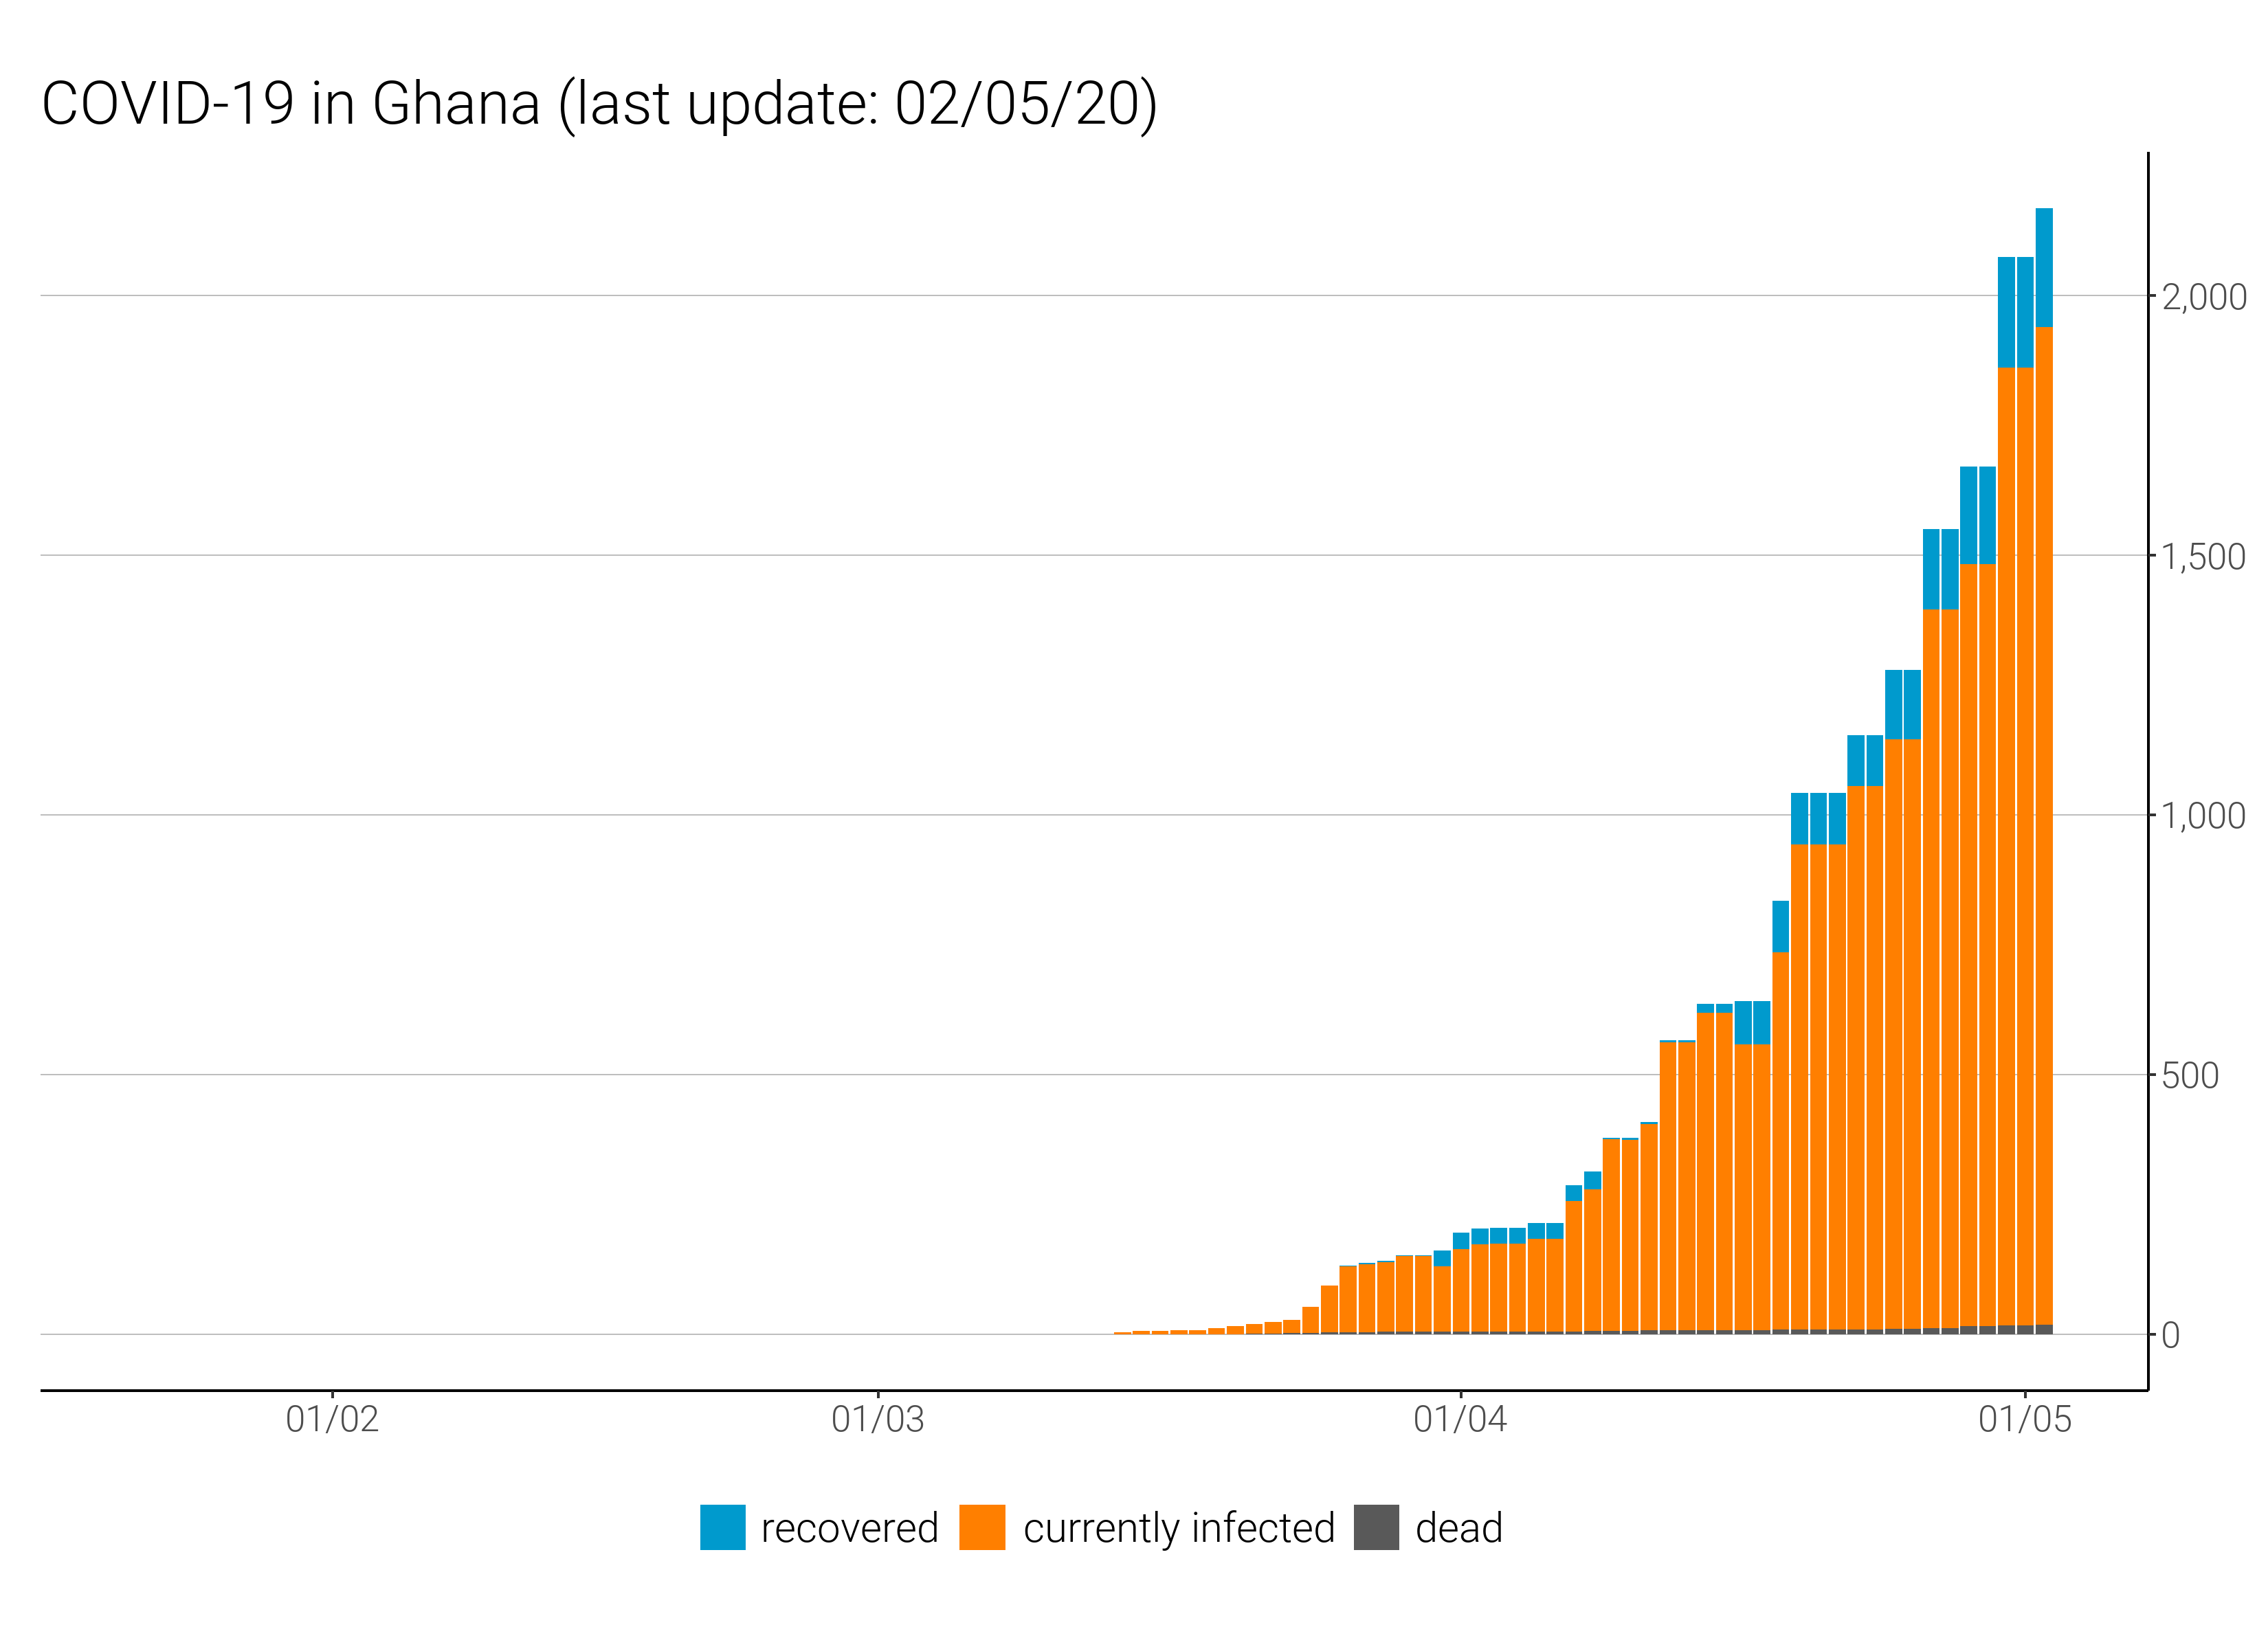 COVID-19 in Ghana (last update: 02/05/20)
2,000
1,500
1,000
500
0
01/02 01/03 01/04 01/05
recovered currently infected dead